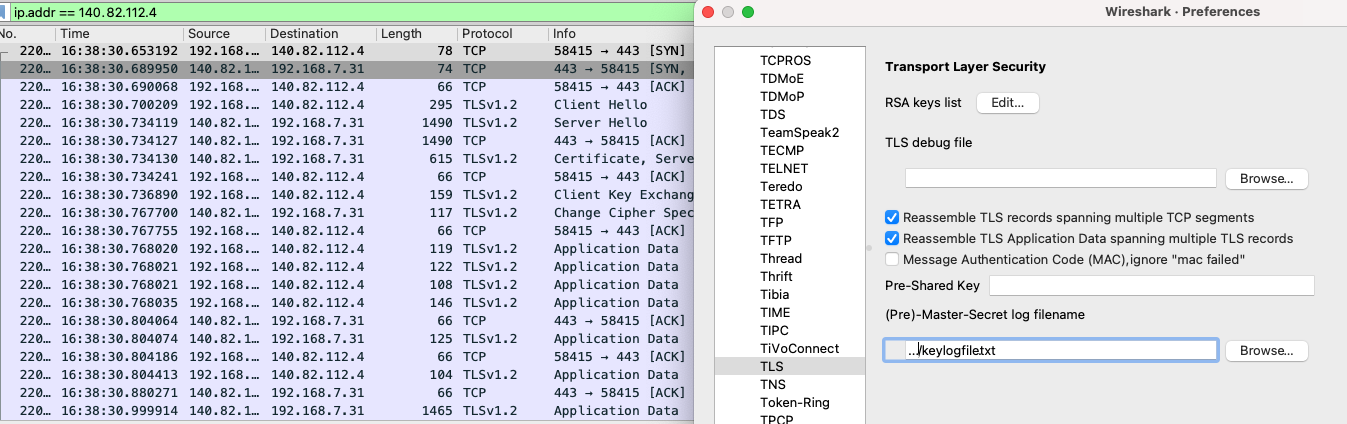 ip.addr == 140.82.112.4
No. Time Source Destination Length Protocol Info
220… 16:38:30.653192 192.168.… 140.82.112.4 78 TCP 58415 → 443 [SYN]
220… 16:38:30.689950 140.82.1… 192.168.7.31 74 TCP 443 → 58415 [SYN,
220… 16:38:30.690068 192.168.… 140.82.112.4 66 TCP 58415 → 443 [ACK]
220… 16:38:30.700209 192.168.… 140.82.112.4 295 TLSv1.2 Client Hello
220… 16:38:30.734119 140.82.1… 192.168.7.31 1490 TLSv1.2 Server Hello
220… 16:38:30.734127 140.82.1… 192.168.7.31 1490 TCP 443 → 58415 [ACK]
220… 16:38:30.734130 140.82.1… 192.168.7.31 615 TLSv1.2 Certificate, Serve
220… 16:38:30.734241 192.168.… 140.82.112.4 66 TCP 58415 → 443 [ACK]
220… 16:38:30.736890 192.168.… 140.82.112.4 159 TLSv1.2 Client Key Exchang
220… 16:38:30.767700 140.82.1… 192.168.7.31 117 TLSv1.2 Change Cipher Spec
220… 16:38:30.767755 192.168.… 140.82.112.4 66 TCP 58415 → 443 [ACK]
220… 16:38:30.768020 192.168.… 140.82.112.4 119 TLSv1.2 Application Data
220… 16:38:30.768021 192.168.… 140.82.112.4 122 TLSv1.2 Application Data
220… 16:38:30.768021 192.168.… 140.82.112.4 108 TLSv1.2 Application Data
220… 16:38:30.768035 192.168.… 140.82.112.4 146 TLSv1.2 Application Data
220… 16:38:30.804064 140.82.1… 192.168.7.31 66 TCP 443 → 58415 [ACK]
220… 16:38:30.804074 140.82.1… 192.168.7.31 125 TLSv1.2 Application Data
220… 16:38:30.804186 192.168.… 140.82.112.4 66 TCP 58415 → 443 [ACK]
220… 16:38:30.804413 192.168.… 140.82.112.4 104 TLSv1.2 Application Data
220… 16:38:30.880271 140.82.1… 192.168.7.31 66 TCP 443 → 58415 [ACK]
220… 16:38:30.999914 140.82.1… 192.168.7.31 1465 TLSv1.2 Application Data
Wireshark · Preferences
TCPROS
TDMoE
TDMoP
TDS
TeamSpeak2
TECMP
TELNET
Teredo
TETRA
TFP
TFTP
Thread
Thrift
Tibia
TIME
TIPC
TiVoConnect
TLS
TNS
Token-Ring
TPCP
Transport Layer Security
RSA keys list Edit...
TLS debug file
Browse...
Reassemble TLS records spanning multiple TCP segments
Reassemble TLS Application Data spanning multiple TLS records
Message Authentication Code (MAC),ignore "mac failed"
Pre-Shared Key
(Pre)-Master-Secret log filename
.../keylogfile.txt Browse...